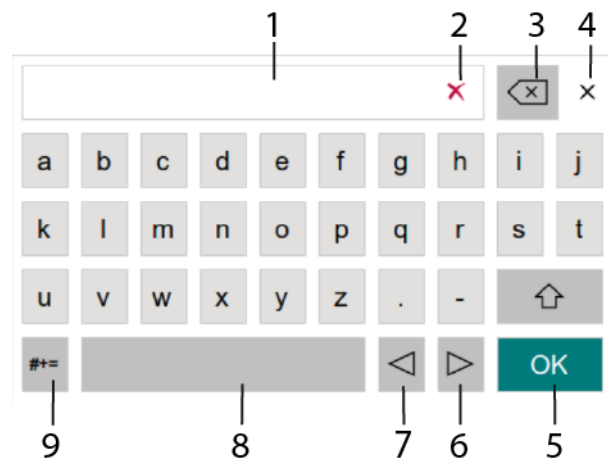 1 2 3 4
a b c d e f g h i j
k l m n o p q r s t
u v w x y z . -
#+= OK
9 8 7 6 5